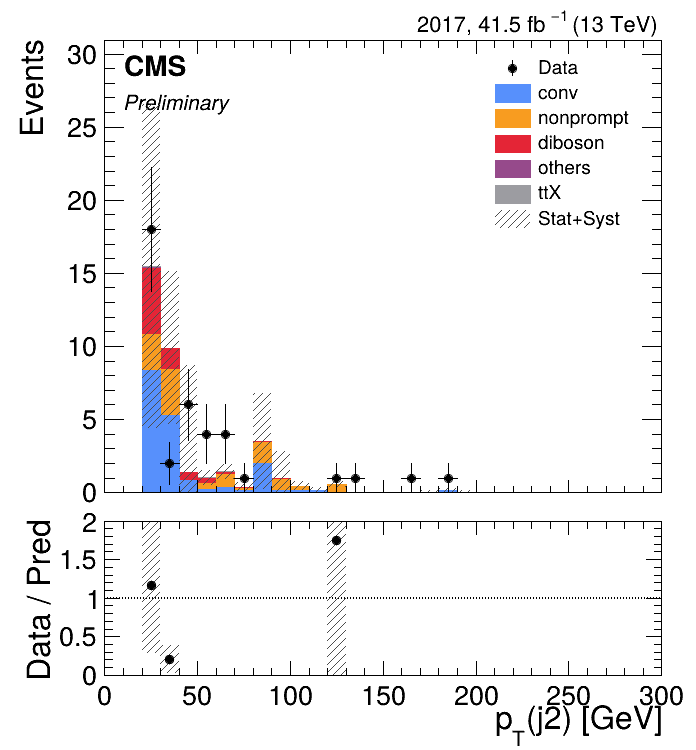 2017, 41.5 fb⁻¹ (13 TeV)
CMS
Preliminary
Data
conv
nonprompt
diboson
others
ttX
Stat+Syst
Events
30
25
20
15
10
5
0
Data / Pred
2
1.5
1
0.5
0
0 50 100 150 200 250 300
p_T(j2) [GeV]